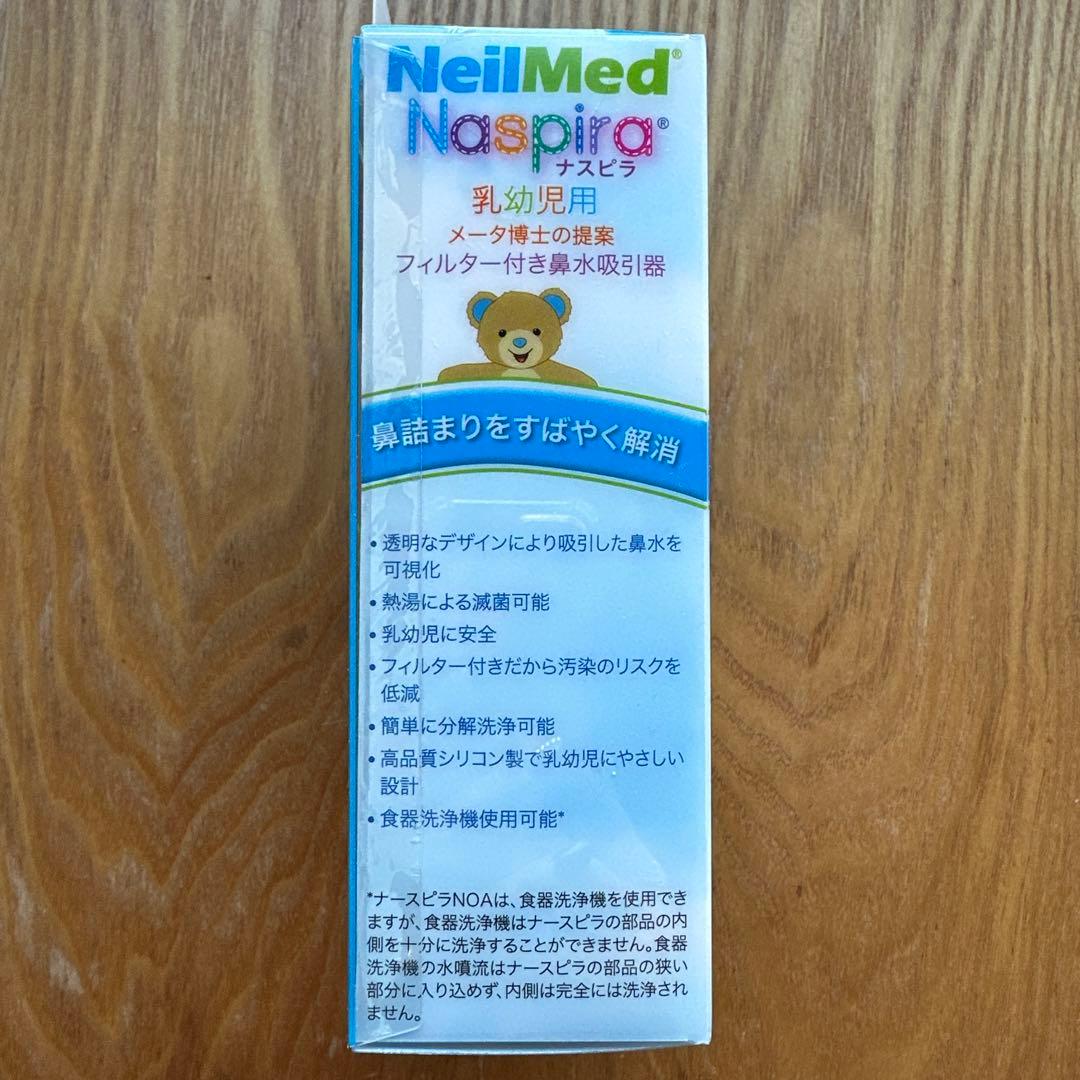 NeilMed®
Naspira®
ナスピラ
乳幼児用
メータ博士の提案
フィルター付き鼻水吸引器
鼻詰まりをすばやく解消
• 透明なデザインにより吸引した鼻水を
可視化
• 熱湯による滅菌可能
• 乳幼児に安全
• フィルター付きだから汚染のリスクを
低減
• 簡単に分解洗浄可能
• 高品質シリコン製で乳幼児にやさしい
設計
• 食器洗浄機使用可能*
*ナースピラNOAは、食器洗浄機を使用でき
ますが、食器洗浄機はナースピラの部品の内
側を十分に洗浄することができません。食器
洗浄機の水噴流はナースピラの部品の狭い
部分に入り込めず、内側は完全には洗浄され
ません。